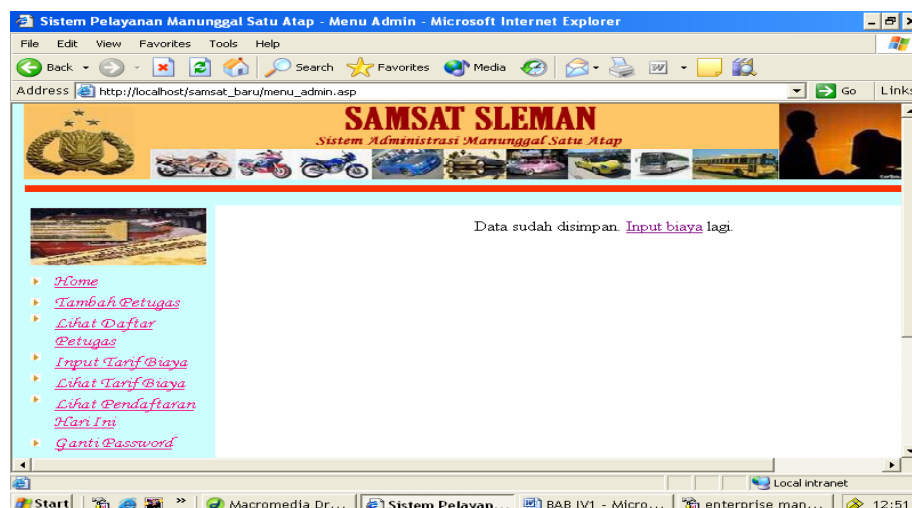 Sistem Pelayanan Manunggal Satu Atap - Menu Admin - Microsoft Internet Explorer
File Edit View Favorites Tools Help
Back Search Favorites Media
Address http://localhost/samsat_baru/menu_admin.asp Go Links
SAMSAT SLEMAN
Sistem Administrasi Manunggal Satu Atap
Data sudah disimpan. Input biaya lagi.
Home
Tambah Petugas
Lihat Daftar
Petugas
Input Tarif Biaya
Lihat Tarif Biaya
Lihat Pendaftaran
Hari Ini
Ganti Password
Local intranet
Start » Macromedia Dr... Sistem Pelayan... BAB IV1 - Micro... enterprise man... 12:51